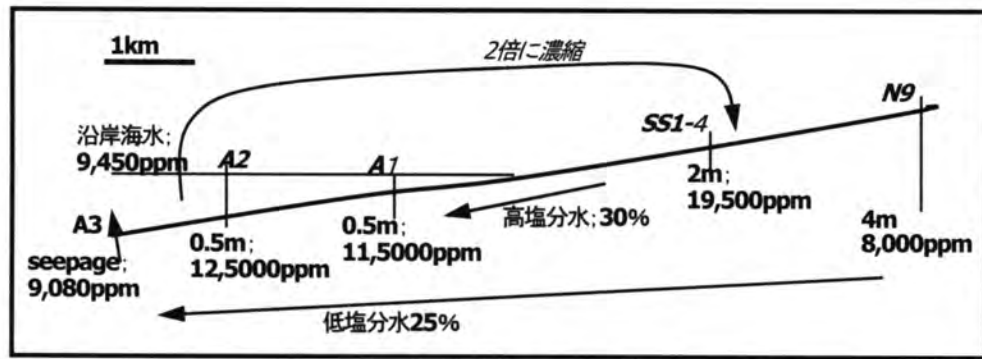 1km
2倍に濃縮
N9
SS1-4
沿岸海水;
9,450ppm
A2
A1
2m;
19,500ppm
高塩分水;30%
A3
0.5m;
12,5000ppm
0.5m;
11,5000ppm
4m
8,000ppm
seepage;
9,080ppm
低塩分水25%